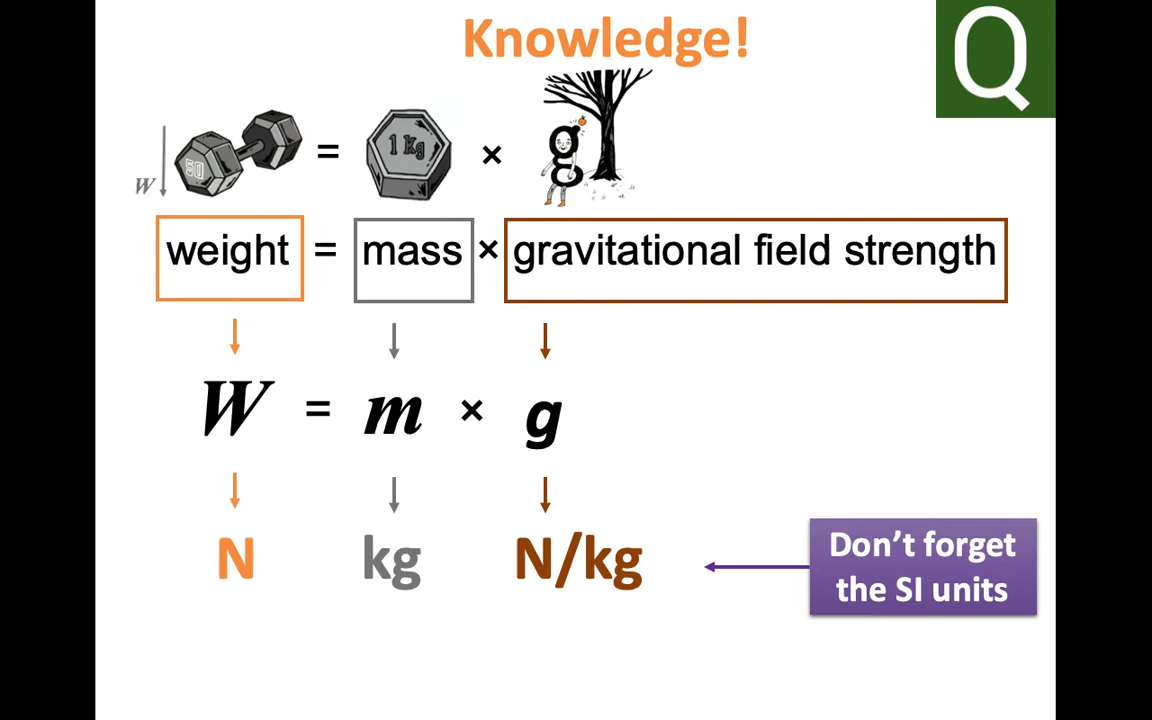 Knowledge!
Q
W 50 = 1 Kg × g
weight = mass × gravitational field strength
W = m × g
N kg N/kg
Don't forget
the SI units